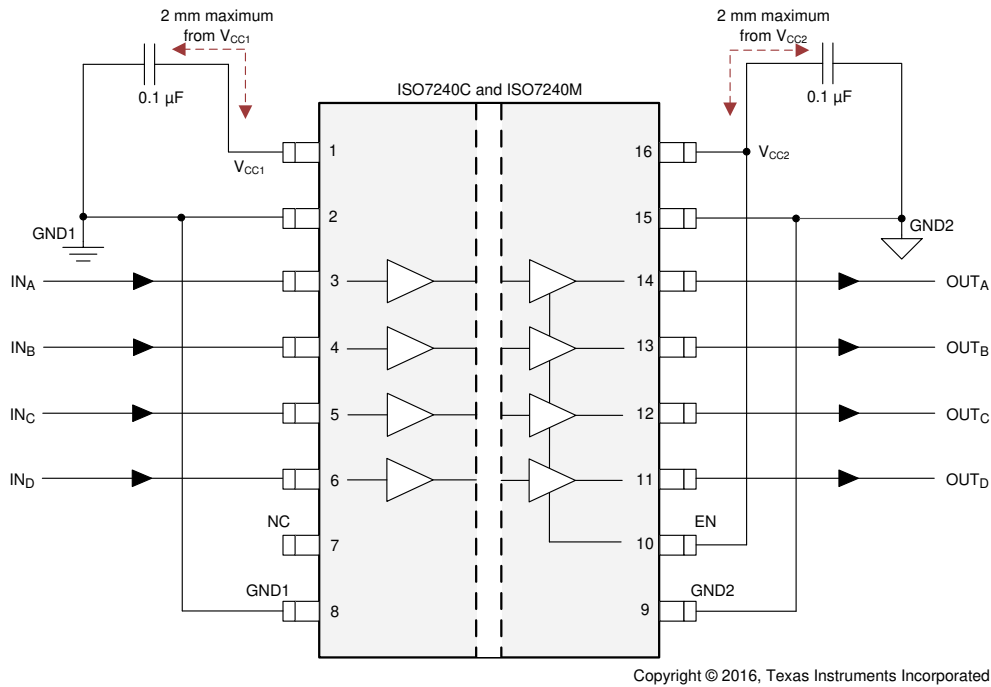 2 mm maximum
from VCC1
2 mm maximum
from VCC2
0.1 µF
0.1 µF
ISO7240C and ISO7240M
1
16
VCC1
VCC2
2
15
GND1
GND2
INA
3
14
OUTA
INB
4
13
OUTB
INC
5
12
OUTC
IND
6
11
OUTD
NC
7
10
EN
GND1
8
9
GND2
Copyright © 2016, Texas Instruments Incorporated